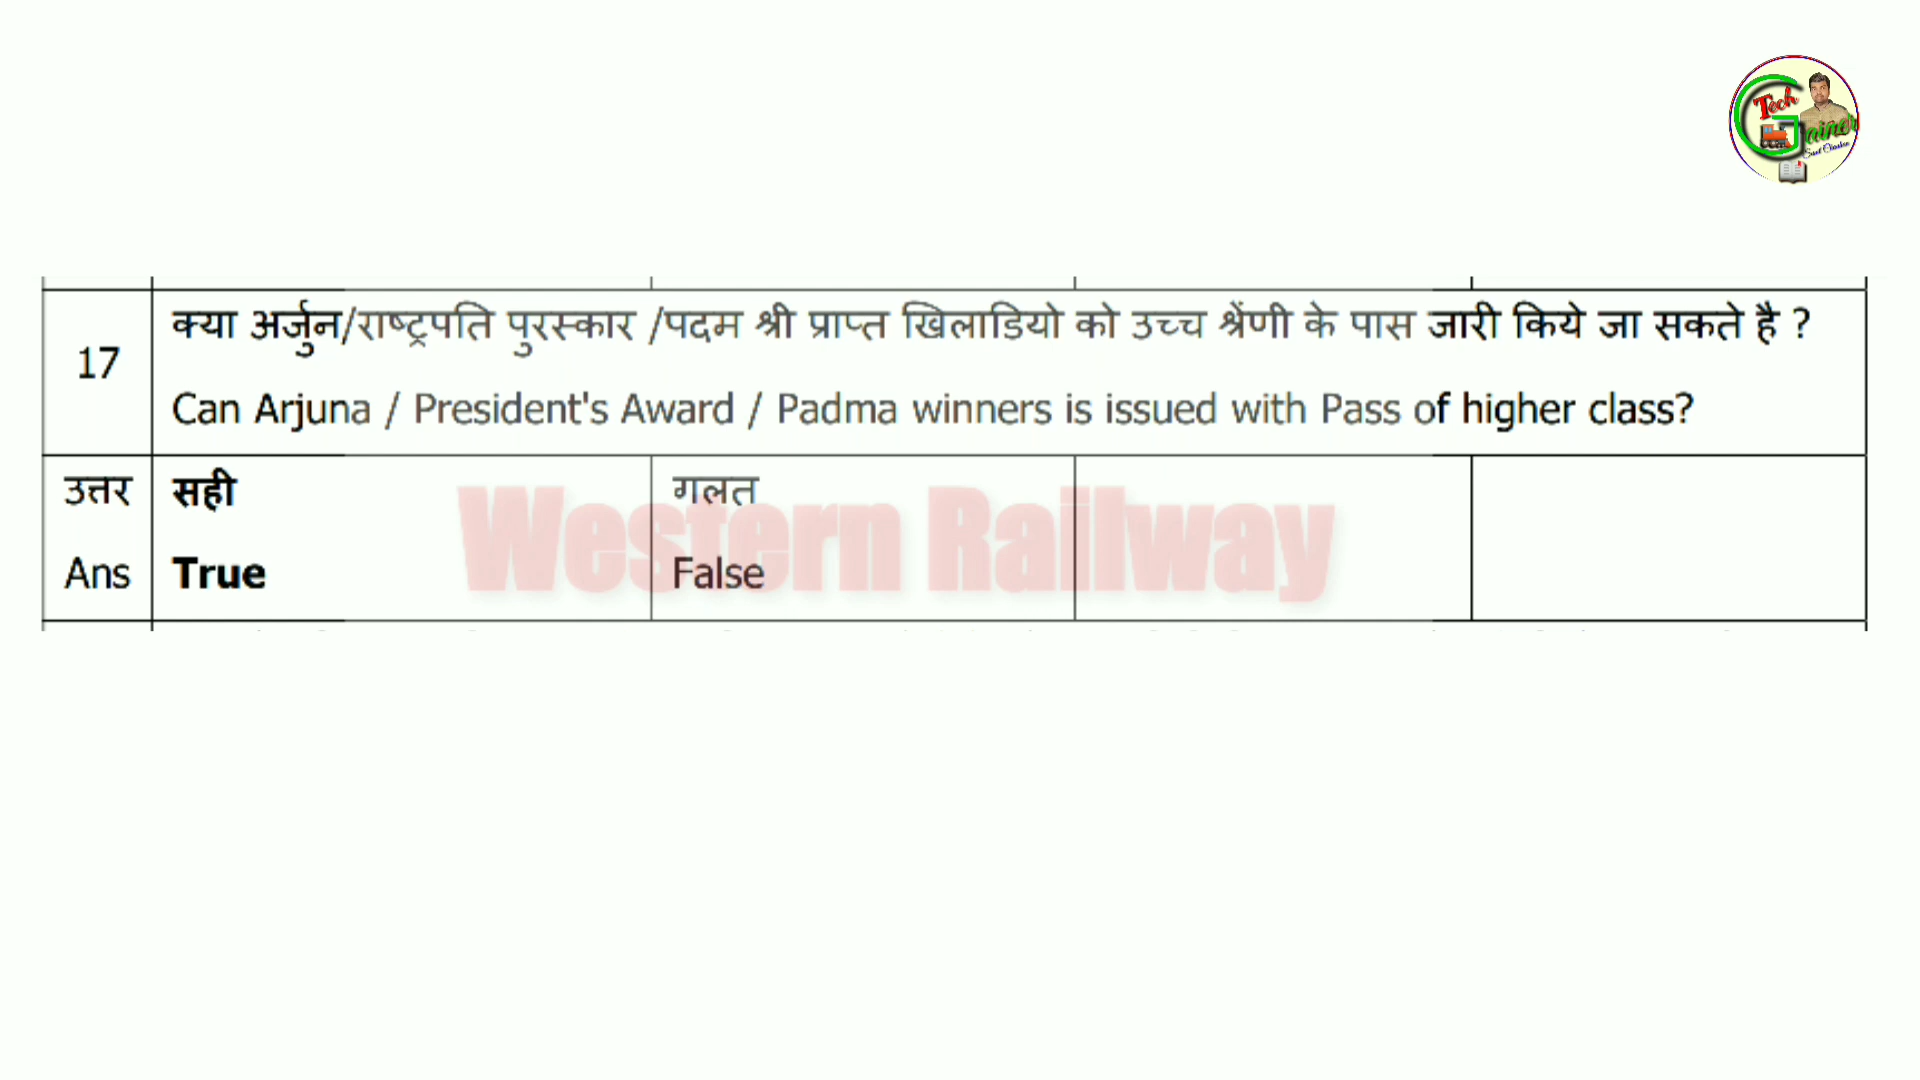 Tech
Gainer
17
क्या अर्जुन/राष्ट्रपति पुरस्कार /पदम श्री प्राप्त खिलाडियो को उच्च श्रेंणी के पास जारी किये जा सकते है ?
Can Arjuna / President's Award / Padma winners is issued with Pass of higher class?
उत्तर सही गलत
Ans True False
Western Railway